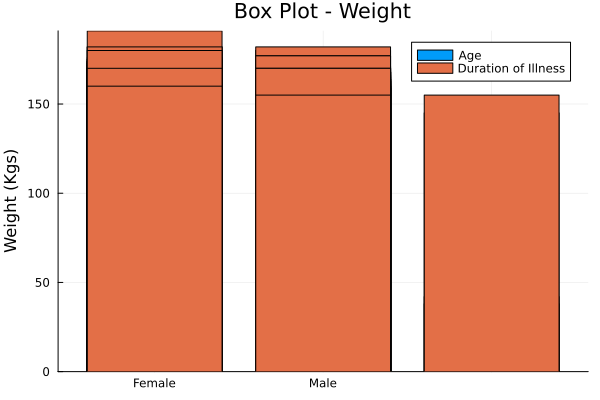 Box Plot - Weight
Age
Duration of Illness
Weight (Kgs)
150
100
50
0
Female
Male